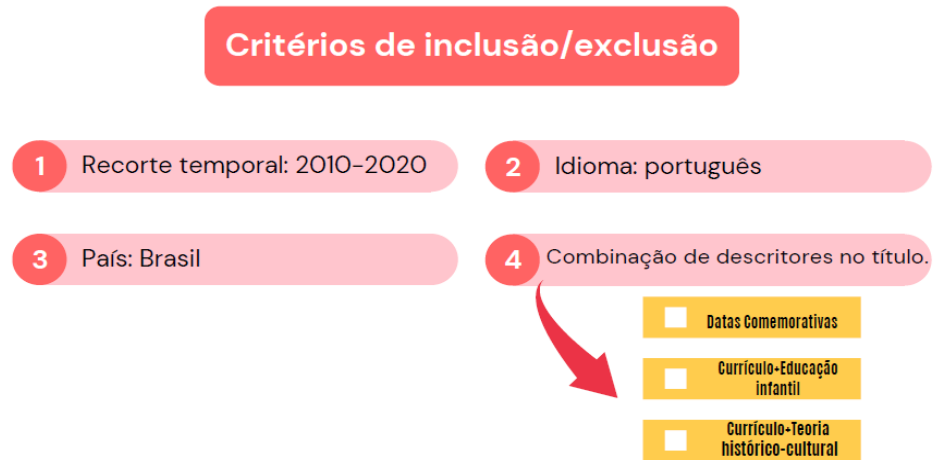 Critérios de inclusão/exclusão
1 Recorte temporal: 2010-2020
2 Idioma: português
3 País: Brasil
4 Combinação de descritores no título.
Datas Comemorativas
Currículo+Educação
infantil
Currículo+Teoria
histórico-cultural